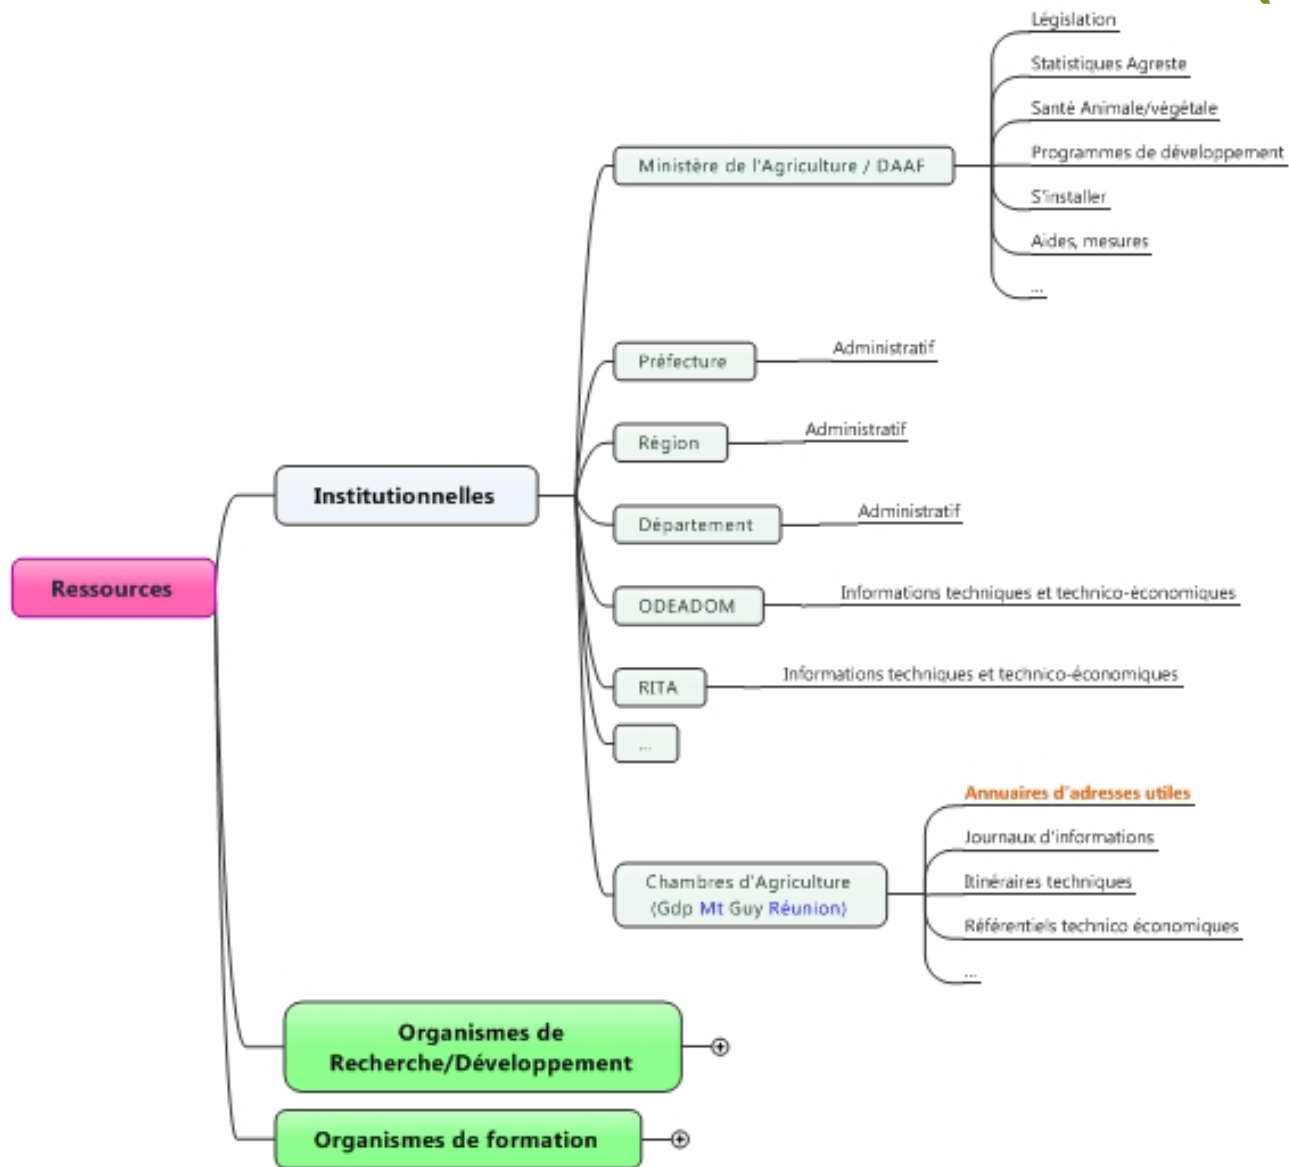 Ressources
Institutionnelles
Ministère de l'Agriculture / DAAF
Législation
Statistiques Agreste
Santé Animale/végétale
Programmes de développement
S'installer
Aides, mesures
...
Préfecture
Administratif
Région
Administratif
Département
Administratif
ODEADOM
Informations techniques et technico-économiques
RITA
Informations techniques et technico-économiques
...
Chambres d'Agriculture
(Gdp Mt Guy Réunion)
Annuaires d'adresses utiles
Journaux d'informations
Itinéraires techniques
Référentiels technico économiques
...
Organismes de
Recherche/Développement
Organismes de formation